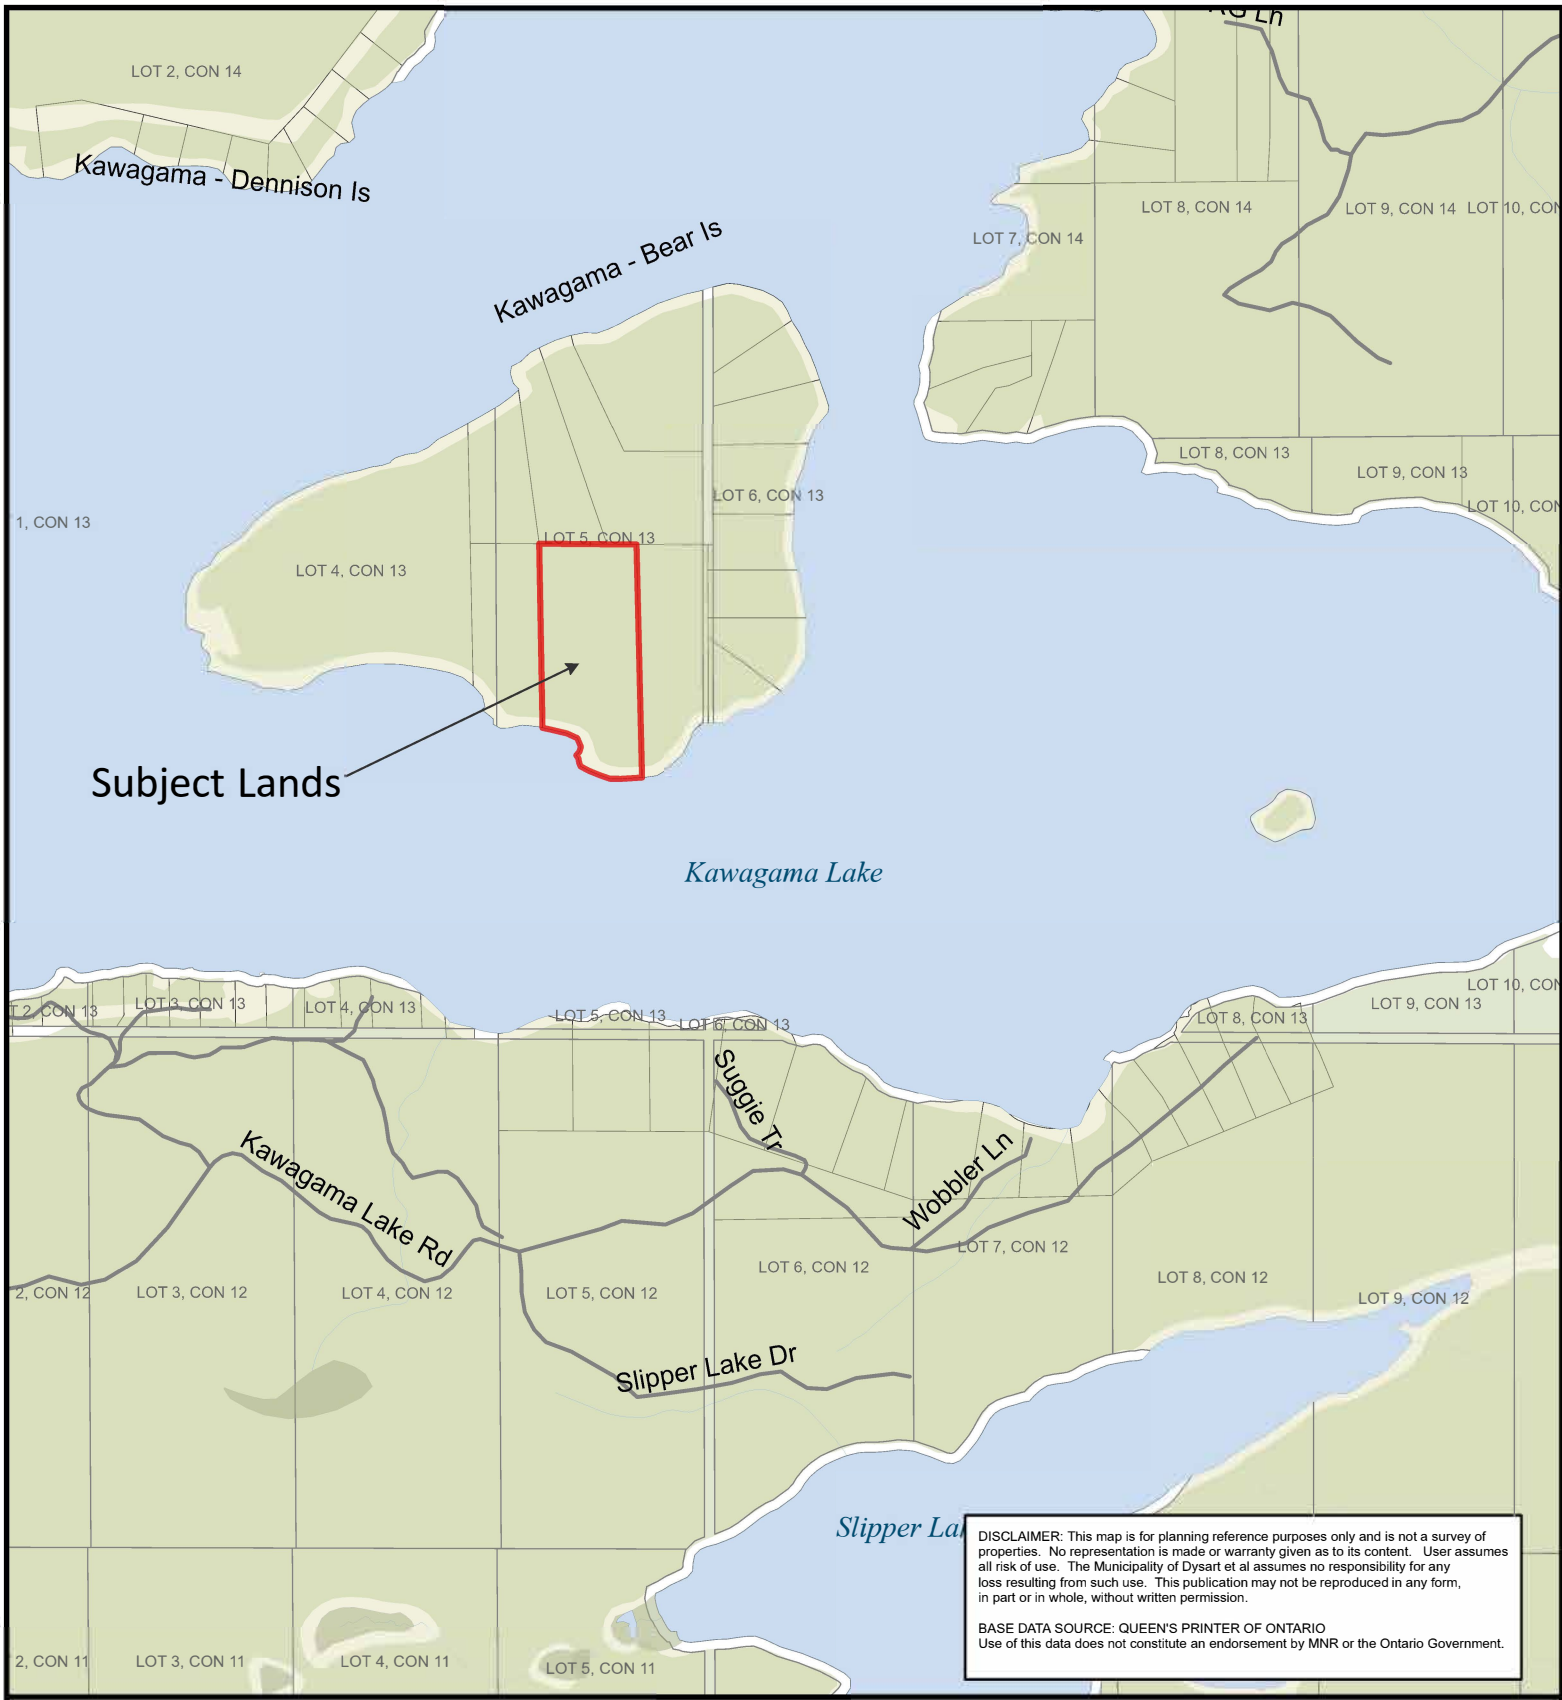 RG Ln
LOT 2, CON 14
Kawagama - Dennison Is
LOT 8, CON 14
LOT 9, CON 14
LOT 10, CON
Kawagama - Bear Is
LOT 7, CON 14
LOT 8, CON 13
LOT 9, CON 13
LOT 6, CON 13
LOT 10, CON
1, CON 13
LOT 5, CON 13
LOT 4, CON 13
Subject Lands
Kawagama Lake
LOT 10, CON
T 2, CON 13
LOT 3, CON 13
LOT 4, CON 13
LOT 9, CON 13
LOT 5, CON 13
LOT 6, CON 13
LOT 8, CON 13
Suggie Tr
Kawagama Lake Rd
Wobbler Ln
LOT 7, CON 12
LOT 6, CON 12
LOT 8, CON 12
2, CON 12
LOT 3, CON 12
LOT 4, CON 12
LOT 5, CON 12
LOT 9, CON 12
Slipper Lake Dr
Slipper La
DISCLAIMER: This map is for planning reference purposes only and is not a survey of
properties. No representation is made or warranty given as to its content. User assumes
all risk of use. The Municipality of Dysart et al assumes no responsibility for any
loss resulting from such use. This publication may not be reproduced in any form,
in part or in whole, without written permission.
BASE DATA SOURCE: QUEEN'S PRINTER OF ONTARIO
Use of this data does not constitute an endorsement by MNR or the Ontario Government.
2, CON 11
LOT 3, CON 11
LOT 4, CON 11
LOT 5, CON 11